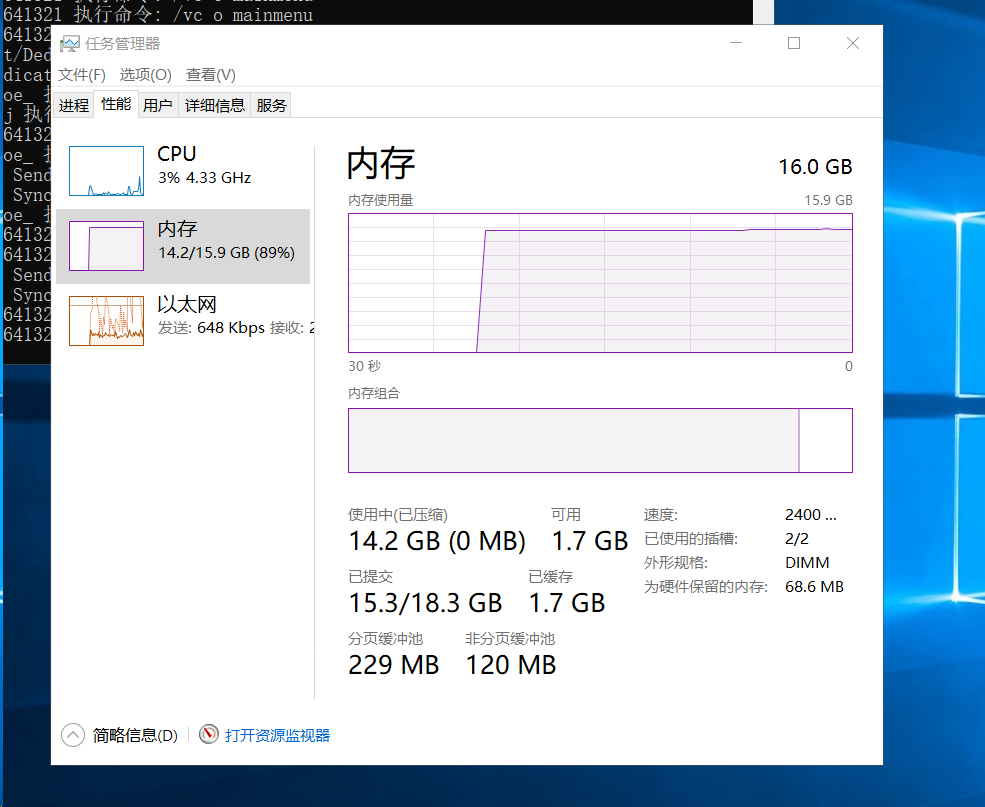 641321 执行命令: /vc o mainmenu
64132
t/Ded
dicat
oe_
j 执行
64132
oe_
Send
Sync
oe_
64132
64132
Send
Sync
64132
64132
任务管理器
文件(F) 选项(O) 查看(V)
进程 性能 用户 详细信息 服务
CPU
3% 4.33 GHz
内存
14.2/15.9 GB (89%)
以太网
发送: 648 Kbps 接收: 2
内存 16.0 GB
内存使用量 15.9 GB
30 秒 0
内存组合
使用中(已压缩) 可用
14.2 GB (0 MB) 1.7 GB
已提交 已缓存
15.3/18.3 GB 1.7 GB
分页缓冲池 非分页缓冲池
229 MB 120 MB
速度: 2400 ...
已使用的插槽: 2/2
外形规格: DIMM
为硬件保留的内存: 68.6 MB
简略信息(D) 打开资源监视器